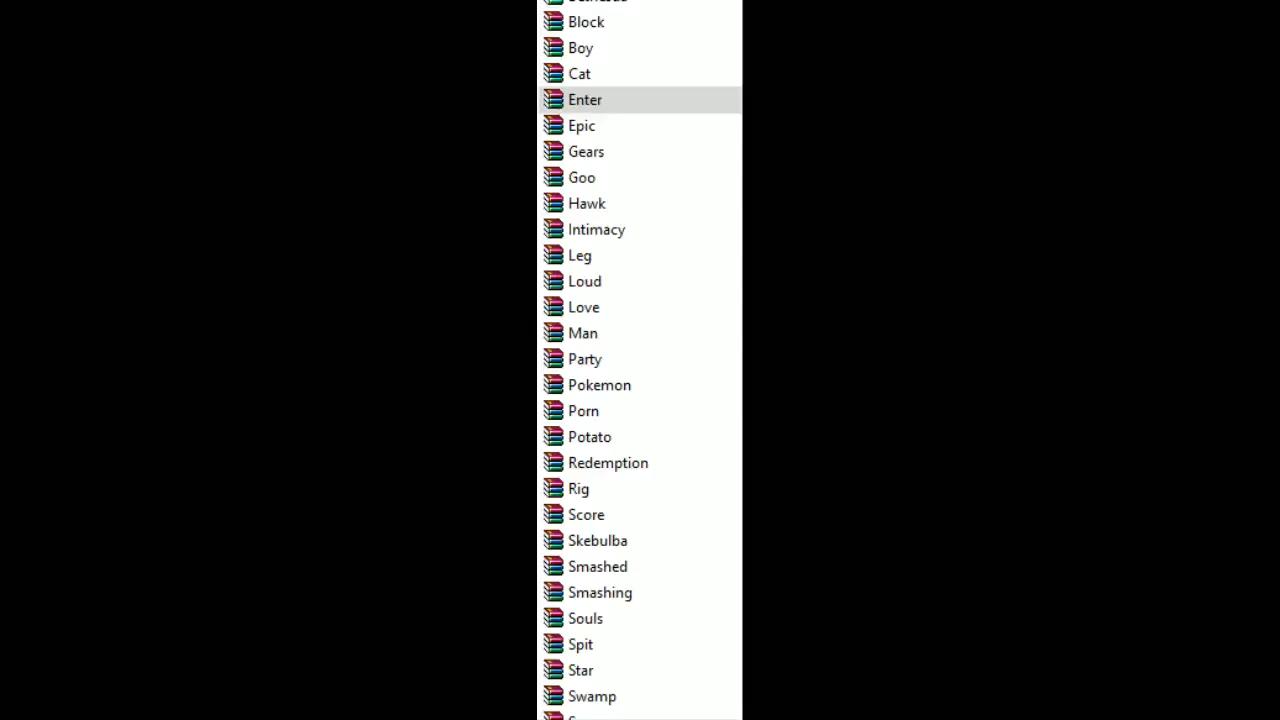 Block
Boy
Cat
Enter
Epic
Gears
Goo
Hawk
Intimacy
Leg
Loud
Love
Man
Party
Pokemon
Porn
Potato
Redemption
Rig
Score
Skebulba
Smashed
Smashing
Souls
Spit
Star
Swamp